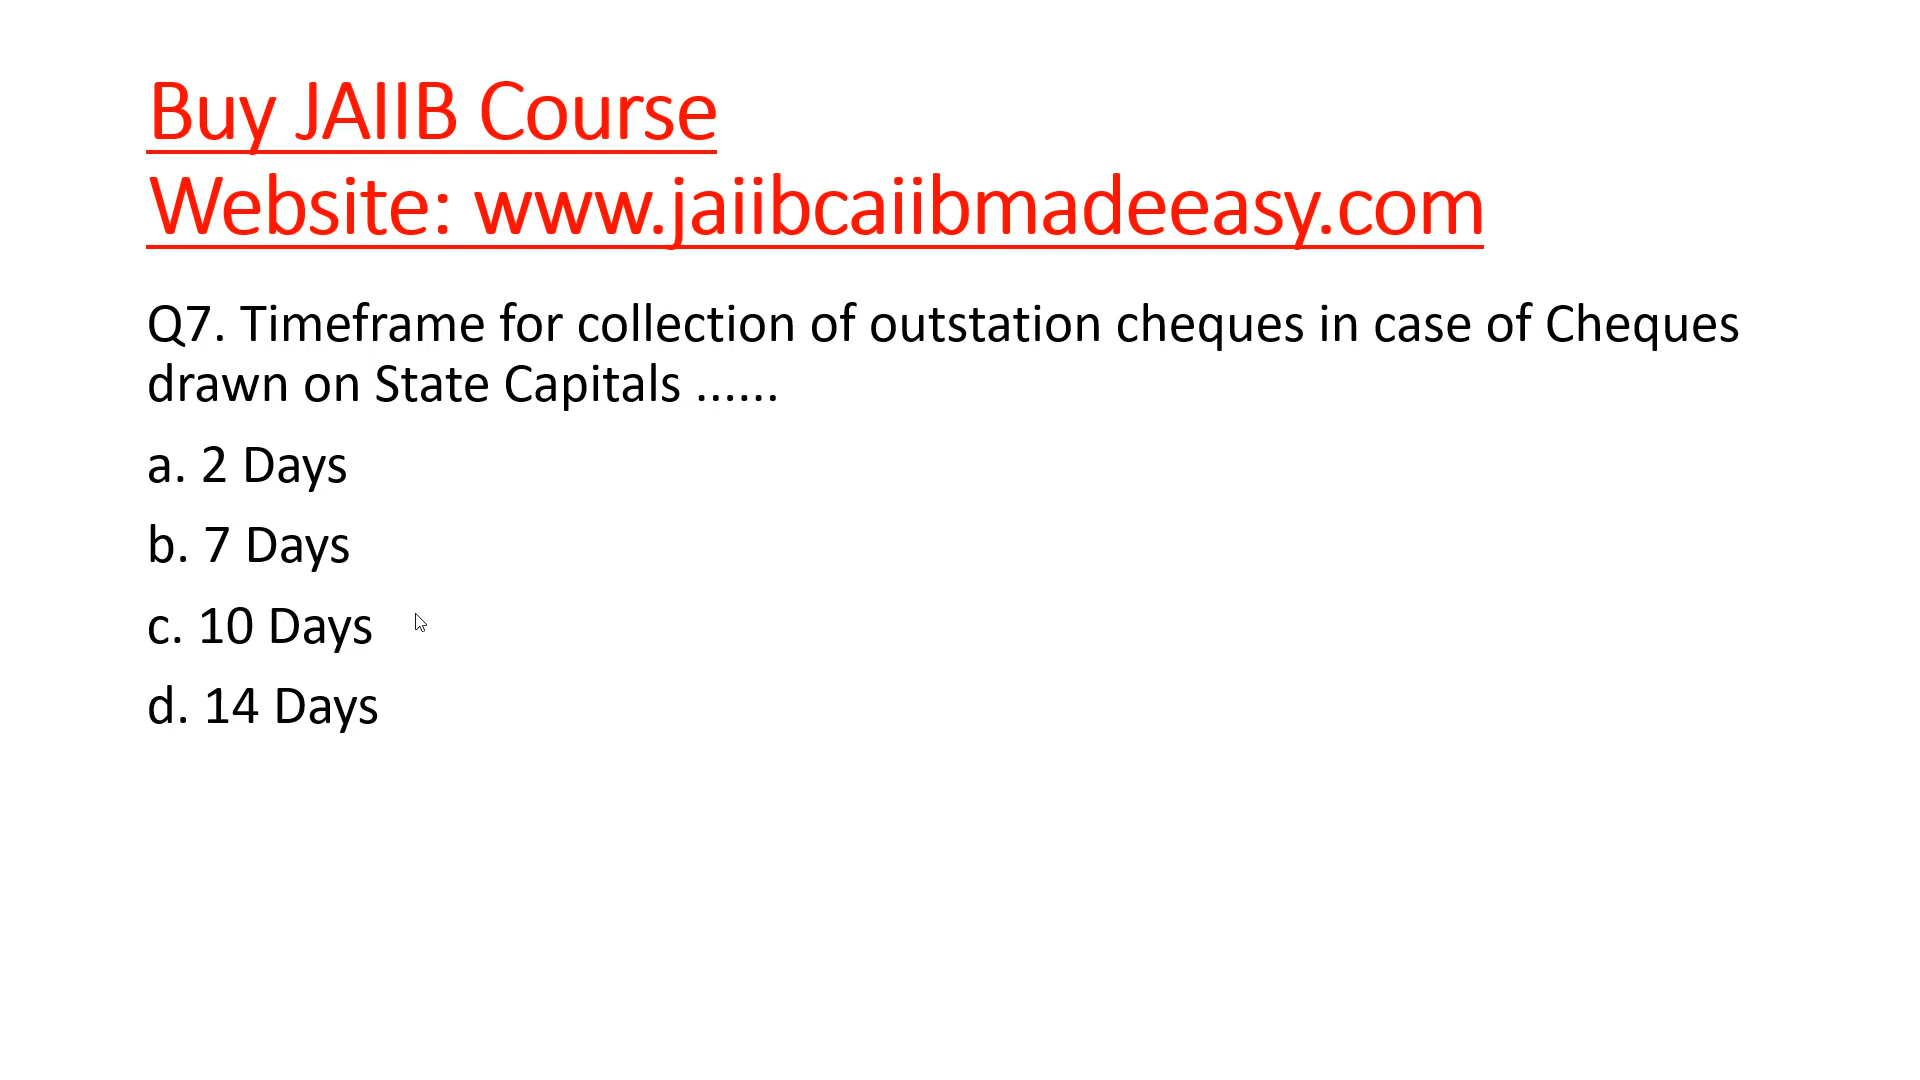 Buy JAIIB Course
Website: www.jaiibcaiibmadeeasy.com
Q7. Timeframe for collection of outstation cheques in case of Cheques
drawn on State Capitals ......
a. 2 Days
b. 7 Days
c. 10 Days
d. 14 Days